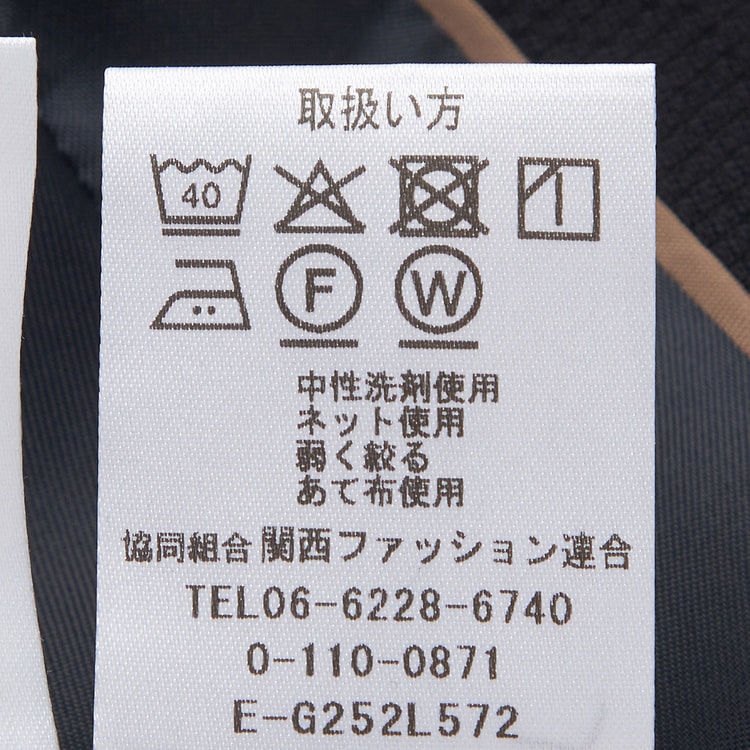 取扱い方
40
F W
中性洗剤使用
ネット使用
弱く絞る
あて布使用
協同組合 関西ファッション連合
TEL06-6228-6740
0-110-0871
E-G252L572